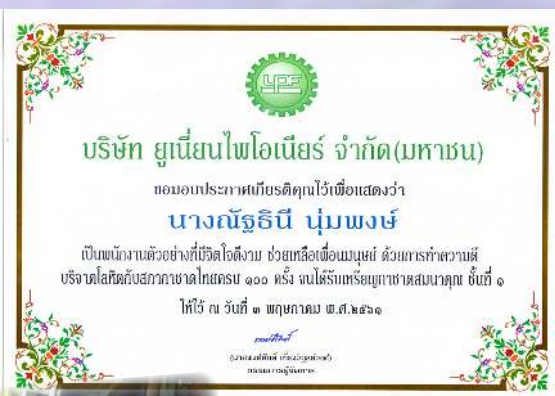 บริษัท ยูเนี่ยนไพโอเนียร์ จำกัด(มหาชน)
ขอมอบประกาศเกียรติคุณไว้เพื่อแสดงว่า
นางณัฐธินี นุ่มพงษ์
เป็นพนักงานตัวอย่างที่มีจิตใจดีงาม ช่วยเหลือเพื่อนมนุษย์ ด้วยการทำความดี
บริจาคโลหิตกับสภากาชาดไทยครบ ๑๐๐ ครั้ง จนได้รับเหรียญกาชาดสมนาคุณ ชั้นที่ ๑
ให้ไว้ ณ วันที่ ๓ พฤษภาคม พ.ศ.๒๕๖๑
กรรมการผู้จัดการ